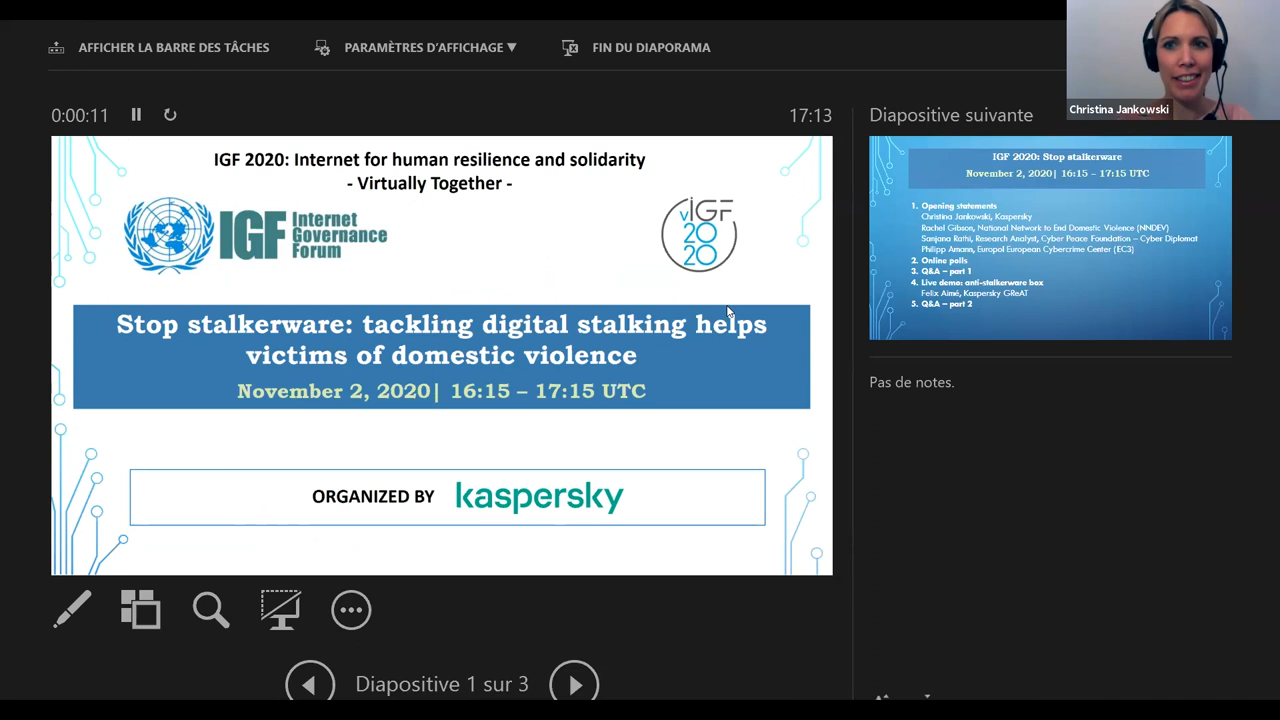 AFFICHER LA BARRE DES TÂCHES
PARAMÈTRES D'AFFICHAGE ▼
FIN DU DIAPORAMA
Christina Jankowski
0:00:11
17:13
Diapositive suivante
IGF 2020: Internet for human resilience and solidarity
- Virtually Together -
IGF Internet
Governance
Forum
vIGF
20
20
Stop stalkerware: tackling digital stalking helps
victims of domestic violence
November 2, 2020| 16:15 – 17:15 UTC
ORGANIZED BY kaspersky
IGF 2020: Stop stalkerware
November 2, 2020| 16:15 – 17:15 UTC
1. Opening statements
Christina Jankowski, Kaspersky
Rachel Gibson, National Network to End Domestic Violence (NNDEV)
Sanjana Rathi, Research Analyst, Cyber Peace Foundation – Cyber Diplomat
Philipp Amann, Europol European Cybercrime Center (EC3)
2. Online polls
3. Q&A – part 1
4. Live demo: anti-stalkerware box
Felix Aimé, Kaspersky GReAT
5. Q&A – part 2
Pas de notes.
Diapositive 1 sur 3